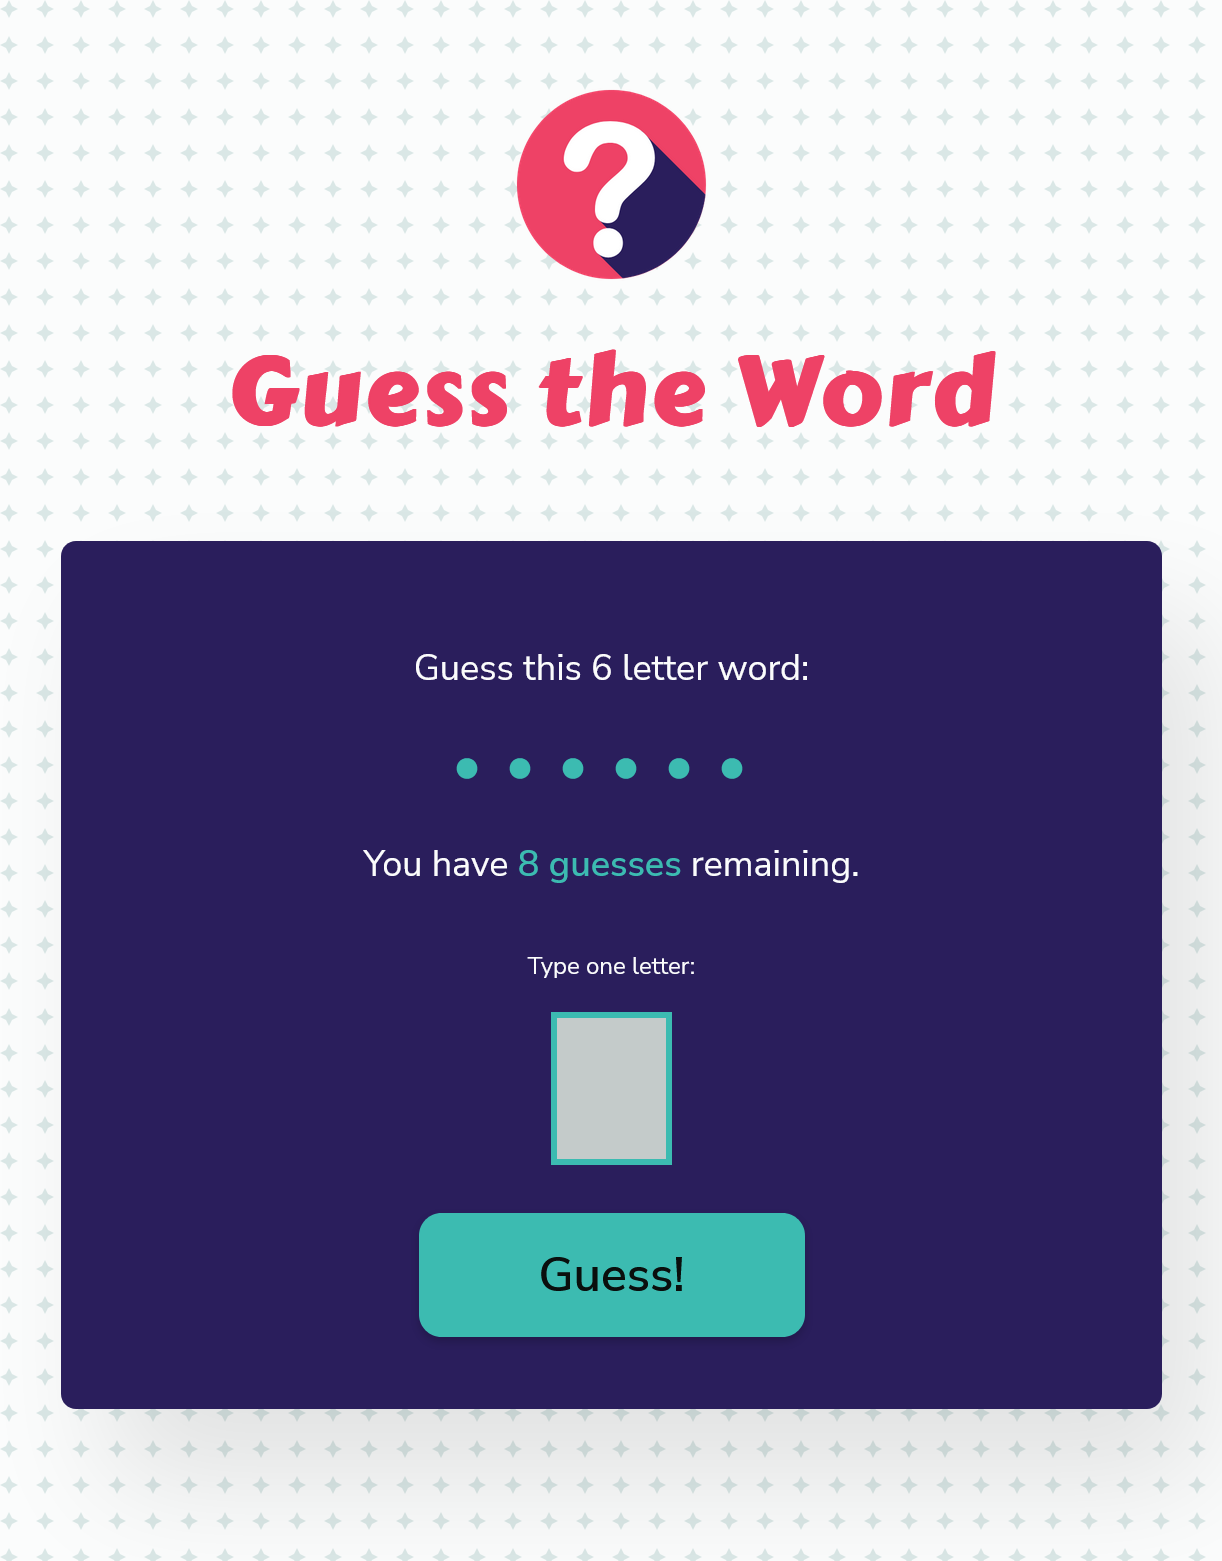 ?
Guess the Word
Guess this 6 letter word:
● ● ● ● ● ●
You have 8 guesses remaining.
Type one letter:
Guess!